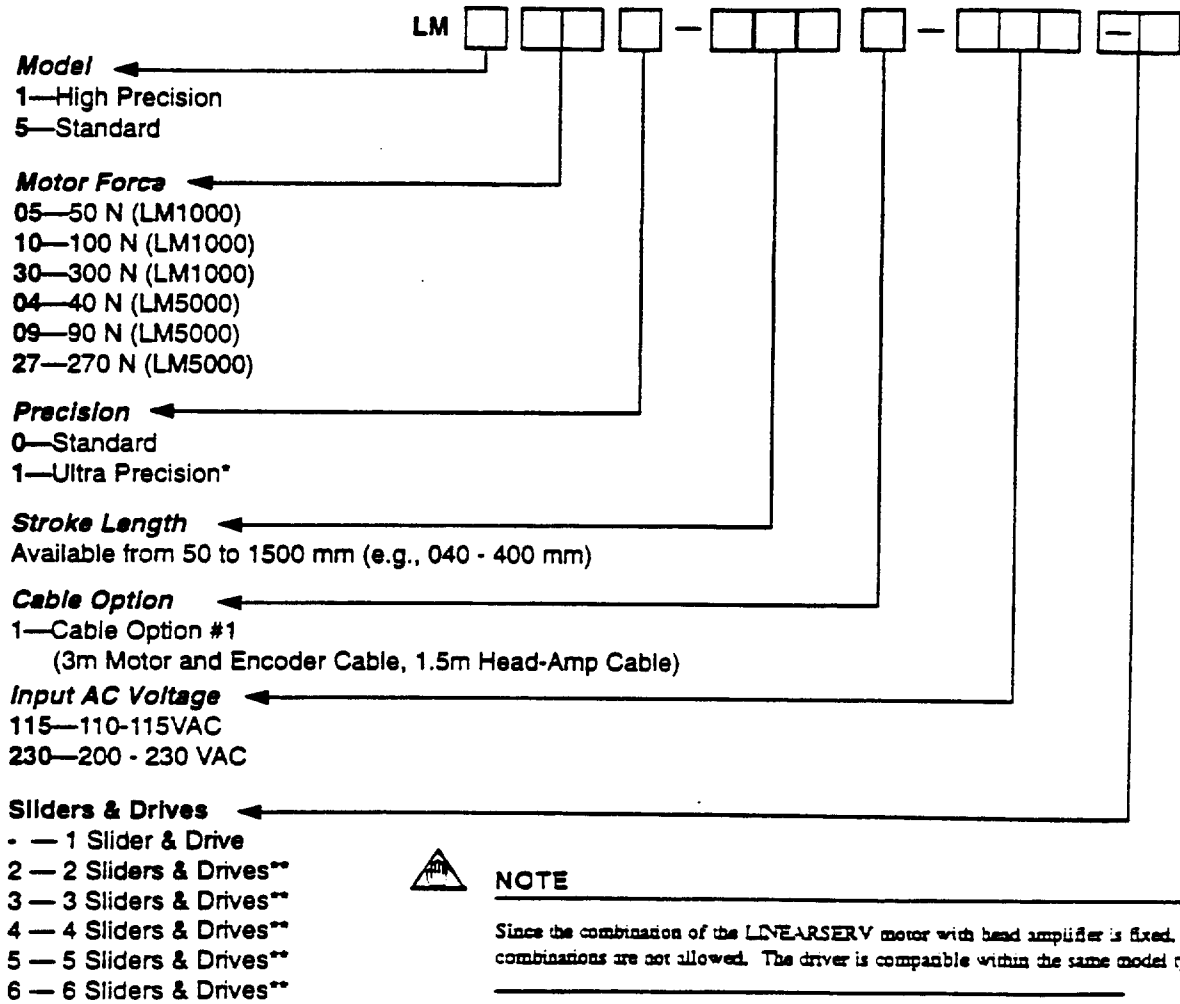 LM
Model
1—High Precision
5—Standard
Motor Force
05—50 N (LM1000)
10—100 N (LM1000)
30—300 N (LM1000)
04—40 N (LM5000)
09—90 N (LM5000)
27—270 N (LM5000)
Precision
0—Standard
1—Ultra Precision*
Stroke Length
Available from 50 to 1500 mm (e.g., 040 - 400 mm)
Cable Option
1—Cable Option #1
(3m Motor and Encoder Cable, 1.5m Head-Amp Cable)
Input AC Voltage
115—110-115VAC
230—200 - 230 VAC
Sliders & Drives
- — 1 Slider & Drive
2 — 2 Sliders & Drives**
3 — 3 Sliders & Drives**
4 — 4 Sliders & Drives**
5 — 5 Sliders & Drives**
6 — 6 Sliders & Drives**
NOTE
Since the combination of the LINEARSERV motor with head amplifier is fixed.
combinations are not allowed. The driver is compatible within the same model